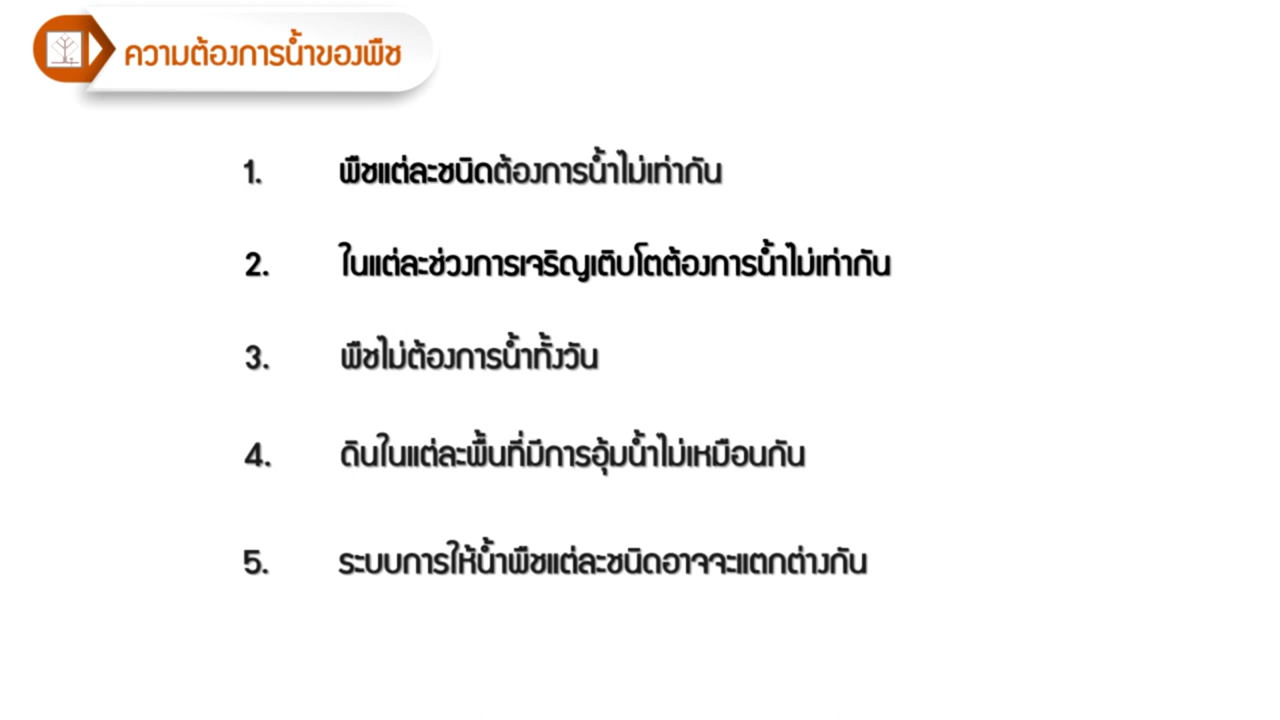 ความต้องการน้ำของพืช
1. พืชแต่ละชนิดต้องการน้ำไม่เท่ากัน
2. ในแต่ละช่วงการเจริญเติบโตต้องการน้ำไม่เท่ากัน
3. พืชไม่ต้องการน้ำทั้งวัน
4. ดินในแต่ละพื้นที่มีการอุ้มน้ำไม่เหมือนกัน
5. ระบบการให้น้ำพืชแต่ละชนิดอาจจะแตกต่างกัน